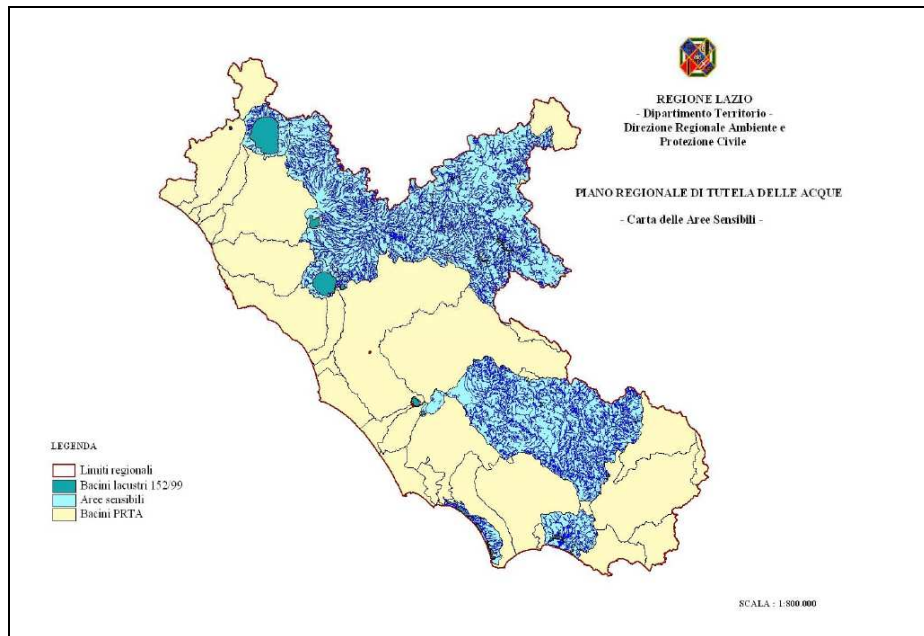 REGIONE LAZIO
- Dipartimento Territorio -
Direzione Regionale Ambiente e
Protezione Civile
PIANO REGIONALE DI TUTELA DELLE ACQUE
- Carta delle Aree Sensibili -
LEGENDA
Limiti regionali
Bacini lacustri 152/99
Aree sensibili
Bacini PRTA
SCALA : 1:800.000